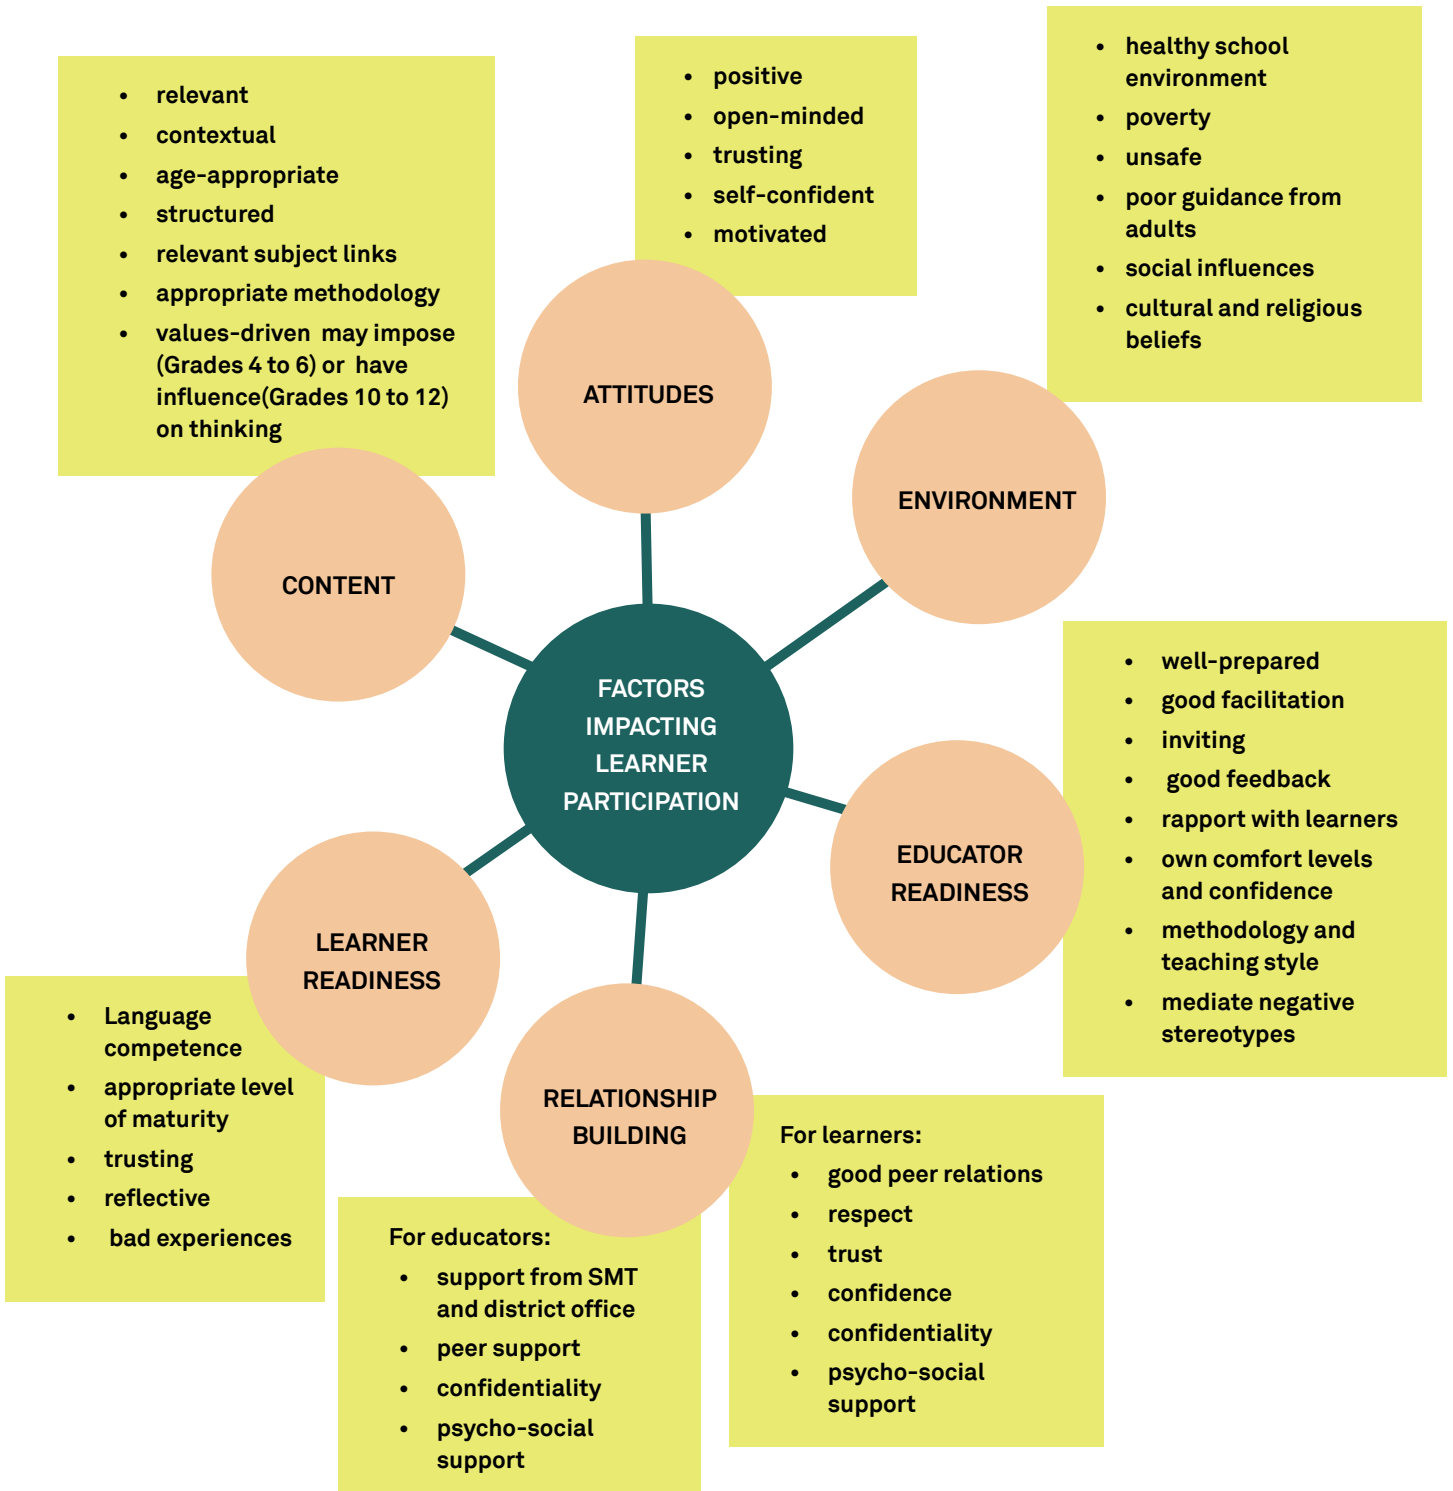 • relevant
• contextual
• age-appropriate
• structured
• relevant subject links
• appropriate methodology
• values-driven may impose
(Grades 4 to 6) or have
influence(Grades 10 to 12)
on thinking
CONTENT
• positive
• open-minded
• trusting
• self-confident
• motivated
ATTITUDES
• healthy school
environment
• poverty
• unsafe
• poor guidance from
adults
• social influences
• cultural and religious
beliefs
ENVIRONMENT
FACTORS
IMPACTING
LEARNER
PARTICIPATION
• well-prepared
• good facilitation
• inviting
• good feedback
• rapport with learners
• own comfort levels
and confidence
• methodology and
teaching style
• mediate negative
stereotypes
EDUCATOR
READINESS
LEARNER
READINESS
• Language
competence
• appropriate level
of maturity
• trusting
• reflective
• bad experiences
RELATIONSHIP
BUILDING
For educators:
• support from SMT
and district office
• peer support
• confidentiality
• psycho-social
support
For learners:
• good peer relations
• respect
• trust
• confidence
• confidentiality
• psycho-social
support